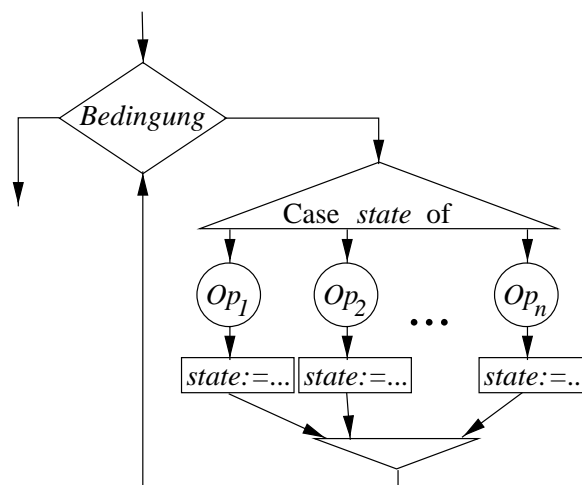 Bedingung
Case state of
Op1 Op2 ... Opn
state:=... state:=... state:=...